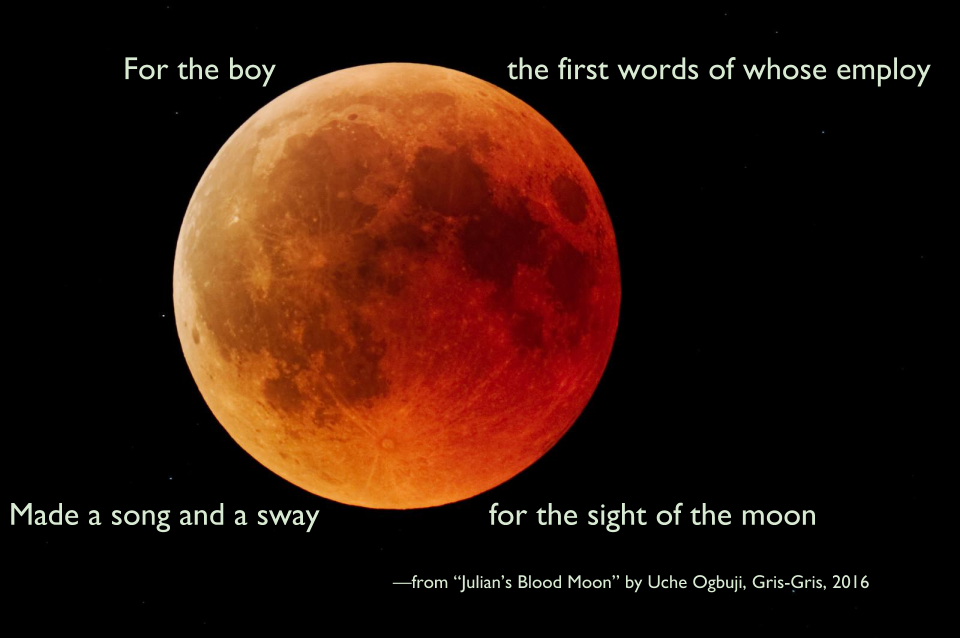 For the boy the first words of whose employ
Made a song and a sway for the sight of the moon
—from “Julian’s Blood Moon” by Uche Ogbuji, Gris-Gris, 2016